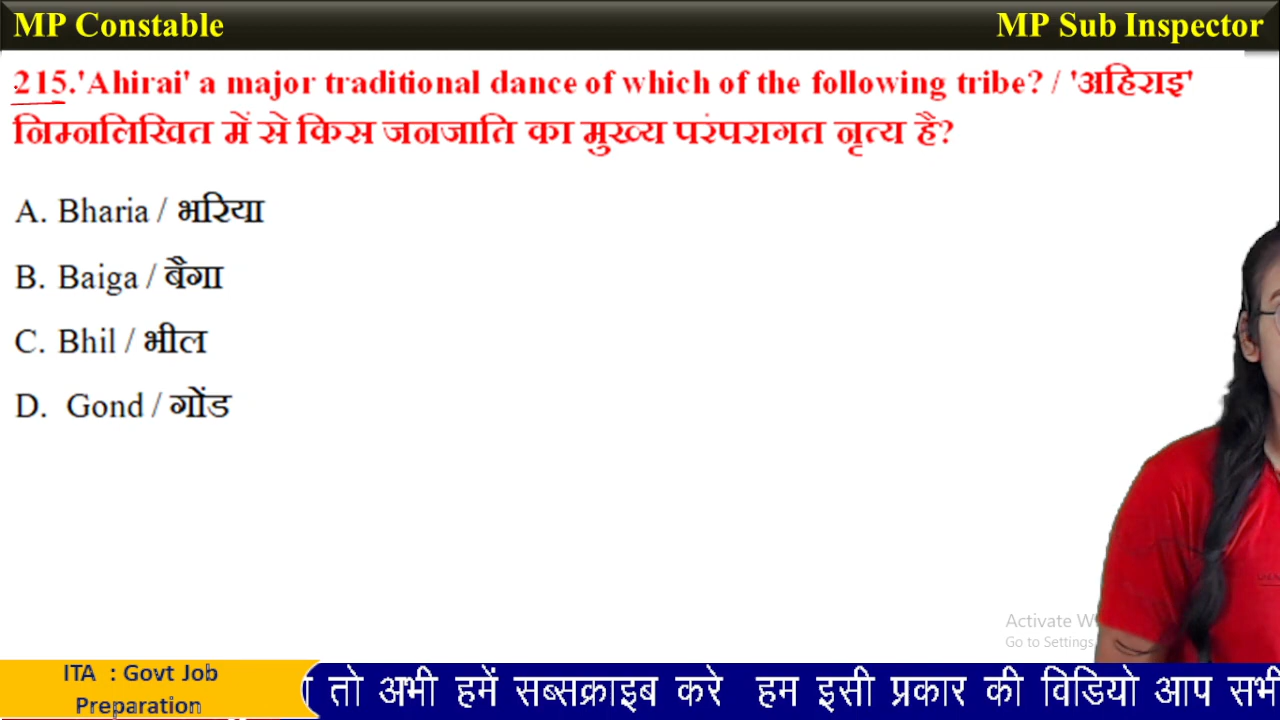 MP Constable
MP Sub Inspector
215.'Ahirai' a major traditional dance of which of the following tribe? / 'अहिराइ'
निम्नलिखित में से किस जनजाति का मुख्य परंपरागत नृत्य है?
A. Bharia / भरिया
B. Baiga / बैगा
C. Bhil / भील
D. Gond / गोंड
Activate W
Go to Settings
ITA : Govt Job
Preparation
तो अभी हमें सब्सक्राइब करे हम इसी प्रकार की विडियो आप सभी